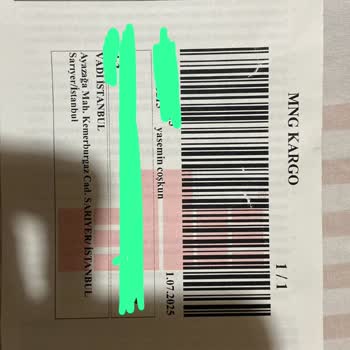 MNG KARGO
1 / 1
1.07.2025
yasemin coşkun
VADİ İSTANBUL
Ayazağa Mah. Kemerburgaz Cad. SARIYER/ İSTANBUL
Sarıyer/İstanbul